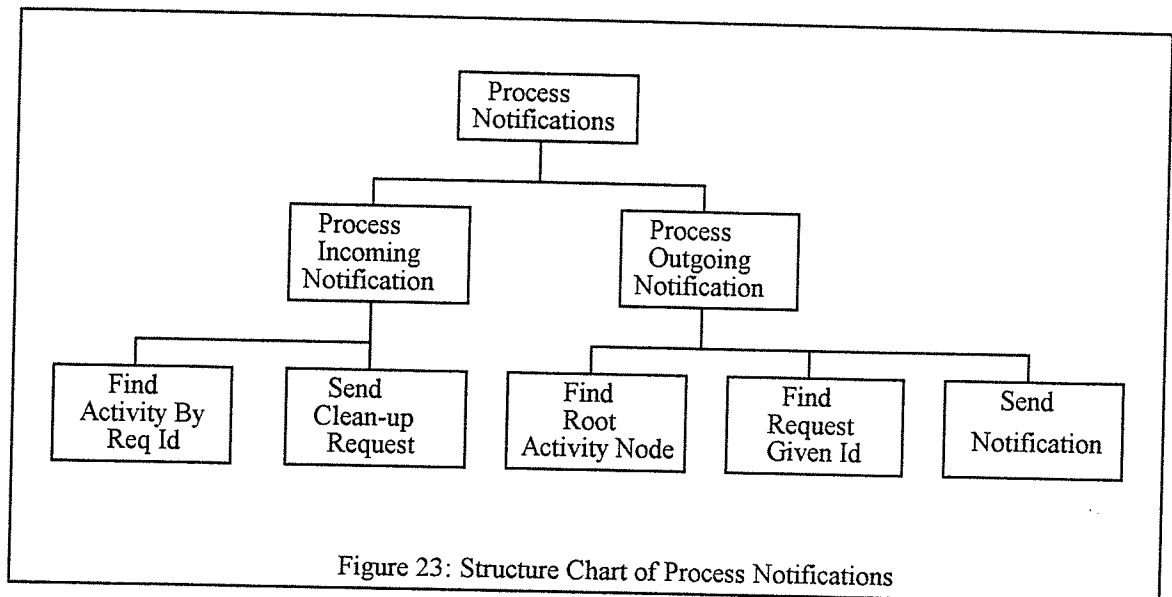 Process
Notifications
Process
Incoming
Notification
Process
Outgoing
Notification
Find
Activity By
Req Id
Send
Clean-up
Request
Find
Root
Activity Node
Find
Request
Given Id
Send
Notification
Figure 23: Structure Chart of Process Notifications